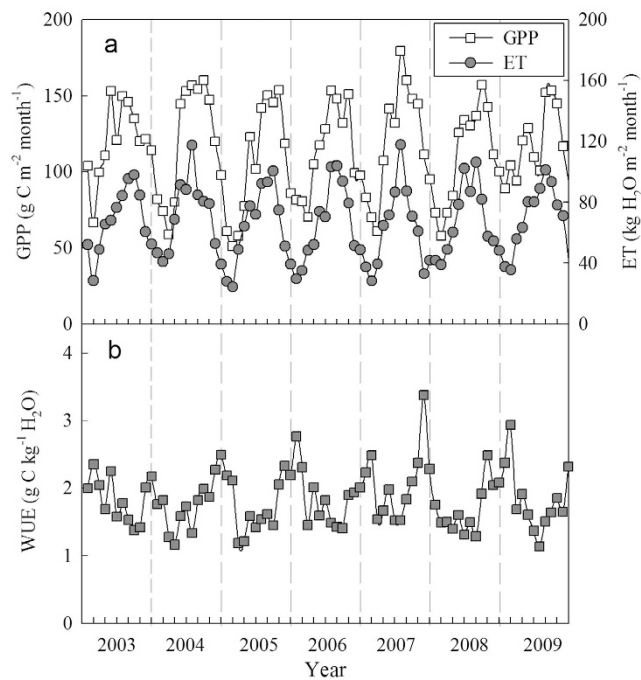 a
GPP
ET
200
150
100
50
0
GPP (g C m⁻² month⁻¹)
200
160
120
80
40
0
ET (kg H₂O m⁻² month⁻¹)
b
4
3
2
1
0
WUE (g C kg⁻¹ H₂O)
2003 2004 2005 2006 2007 2008 2009
Year